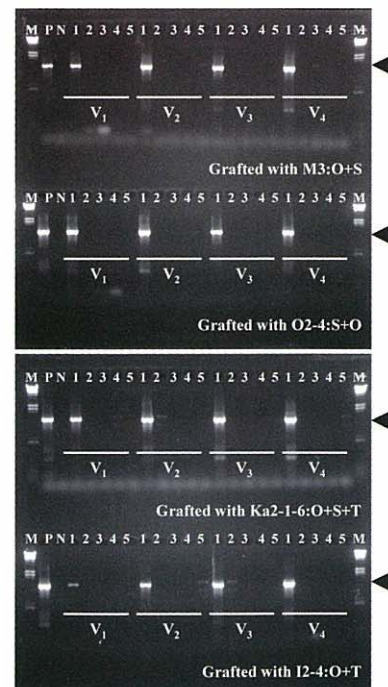 M P N 1 2 3 4 5 1 2 3 4 5 1 2 3 4 5 1 2 3 4 5 M
V1 V2 V3 V4
Grafted with M3:O+S
M P N 1 2 3 4 5 1 2 3 4 5 1 2 3 4 5 1 2 3 4 5 M
V1 V2 V3 V4
Grafted with O2-4:S+O
M P N 1 2 3 4 5 1 2 3 4 5 1 2 3 4 5 1 2 3 4 5 M
V1 V2 V3 V4
Grafted with Ka2-1-6:O+S+T
M P N 1 2 3 4 5 1 2 3 4 5 1 2 3 4 5 1 2 3 4 5 M
V1 V2 V3 V4
Grafted with I2-4:O+T